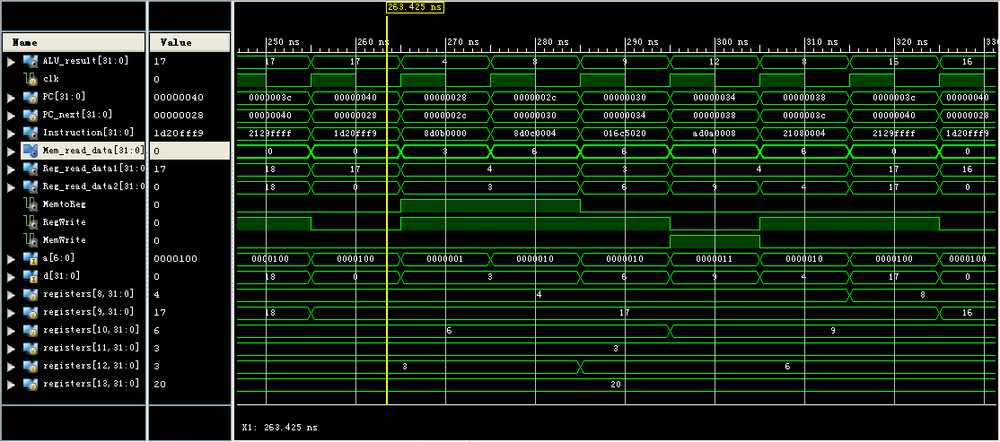 263.425 ns
Name Value 250 ns 260 ns 270 ns 280 ns 290 ns 300 ns 310 ns 320 ns 330
ALU_result[31:0] 17 17 17 4 8 9 12 8 16 16
clk 0
PC[31:0] 00000040 0000003c 00000040 00000028 0000002c 00000030 00000034 00000038 0000003c 00000040
PC_next[31:0] 00000028 00000040 00000028 0000002c 00000030 00000034 00000038 0000003c 00000040 00000028
Instruction[31:0] 1d20fff9 2129ffff 1d20fff9 8d0b0000 8d0c0004 016c5020 ad0a0008 21080004 2129ffff 1d20fff9
Mem_read_data[31:0] 0 0 0 3 6 6 0 6 0 0
Reg_read_data1[31:0 17 18 17 4 3 4 17 16
Reg_read_data2[31:0 0 18 0 3 6 9 4 17 0
MemtoReg 0
RegWrite 0
MemWrite 0
a[6:0] 0000100 0000100 0000100 0000001 0000010 0000010 0000011 0000010 0000100 0000100
d[31:0] 0 18 0 3 6 9 4 17 0
registers[8,31:0] 4 4 8
registers[9,31:0] 17 18 17 16
registers[10,31:0] 6 6 9
registers[11,31:0] 3 3
registers[12,31:0] 3 3 6
registers[13,31:0] 20 20
X1: 263.425 ns